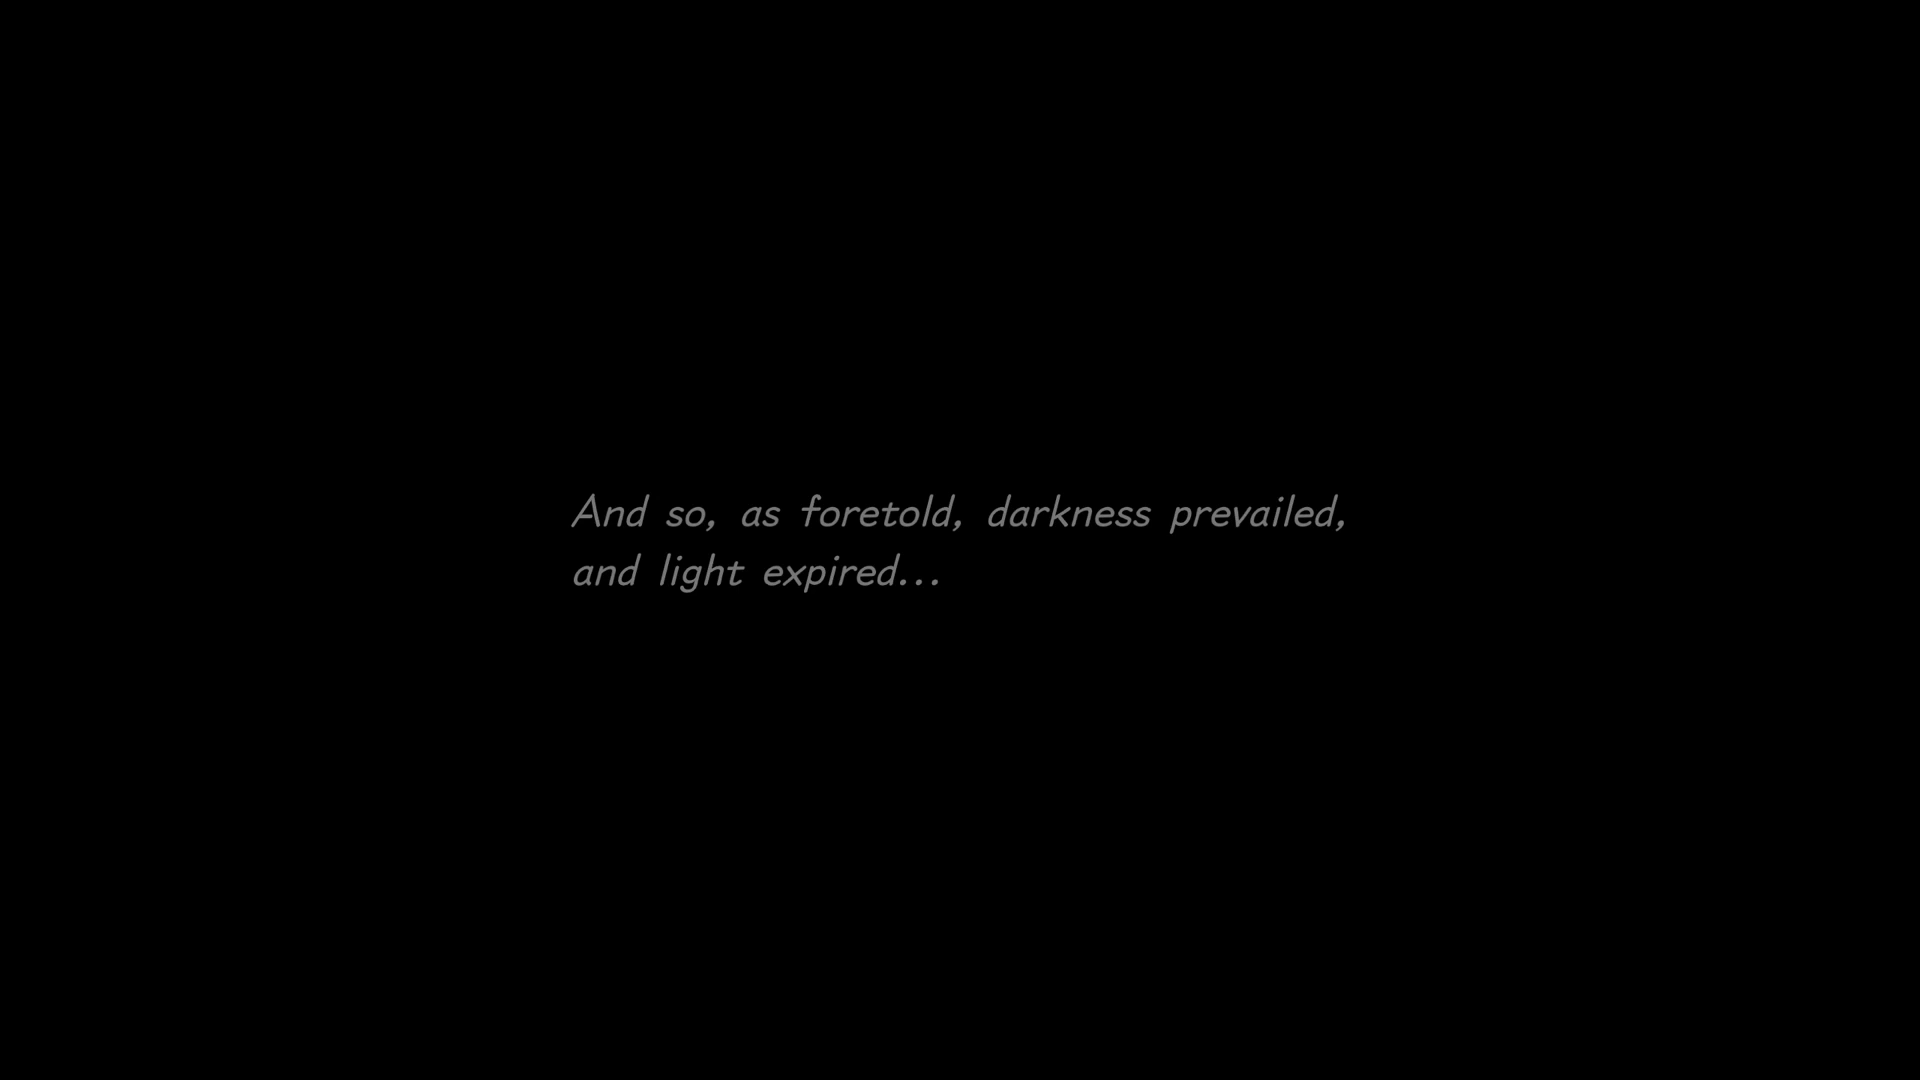 And so, as foretold, darkness prevailed,
and light expired...